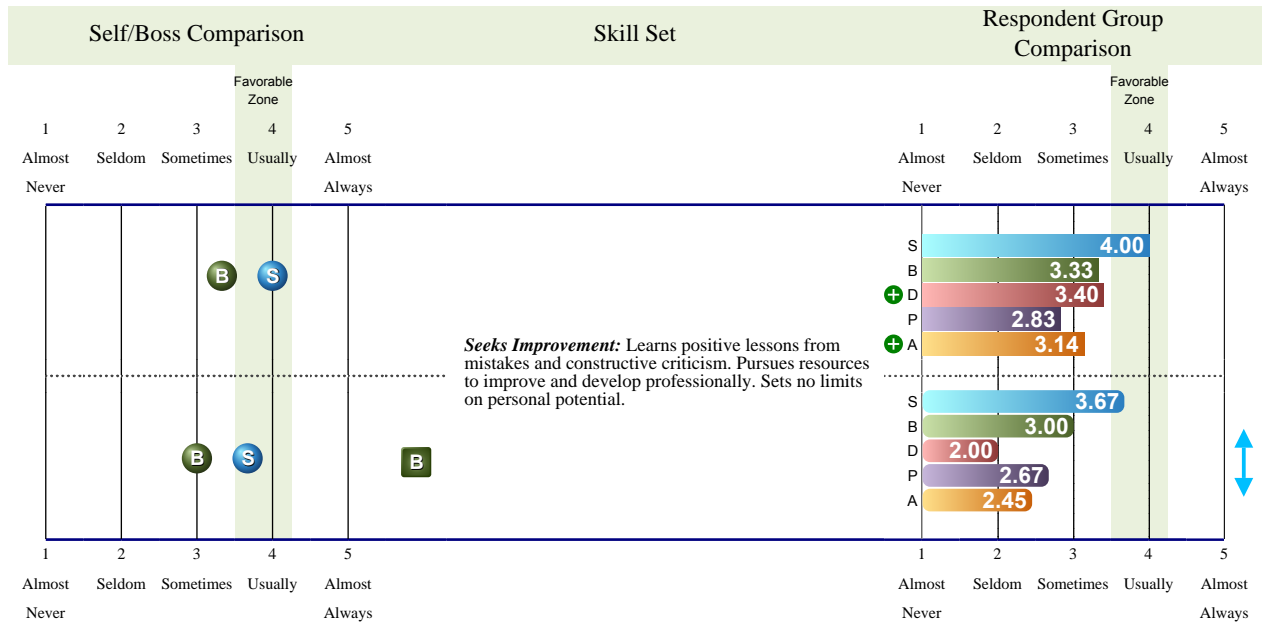 Self/Boss Comparison
Skill Set
Respondent Group
Comparison
Favorable
Zone
1 2 3 4 5
Almost Seldom Sometimes Usually Almost
Never Always
Favorable
Zone
1 2 3 4 5
Almost Seldom Sometimes Usually Almost
Never Always
B S
S 4.00
B 3.33
+ D 3.40
P 2.83
+ A 3.14
Seeks Improvement: Learns positive lessons from
mistakes and constructive criticism. Pursues resources
to improve and develop professionally. Sets no limits
on personal potential.
B S B
S 3.67
B 3.00
D 2.00
P 2.67
A 2.45
1 2 3 4 5
Almost Seldom Sometimes Usually Almost
Never Always
1 2 3 4 5
Almost Seldom Sometimes Usually Almost
Never Always